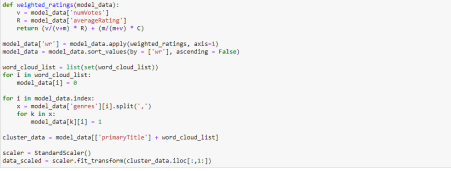 def weighted_ratings(model_data):
    v = model_data['numVotes']
    R = model_data['averageRating']
    return (v/(v+m) * R) + (m/(m+v) * C)

model_data['wr'] = model_data.apply(weighted_ratings, axis=1)
model_data = model_data.sort_values(by = ['wr'], ascending = False)

word_cloud_list = list(set(word_cloud_list))
for i in word_cloud_list:
    model_data[i] = 0

for i in model_data.index:
    x = model_data['genres'][i].split(',')
    for k in x:
        model_data[k][i] = 1

cluster_data = model_data[['primaryTitle'] + word_cloud_list]

scaler = StandardScaler()
data_scaled = scaler.fit_transform(cluster_data.iloc[:,1:])